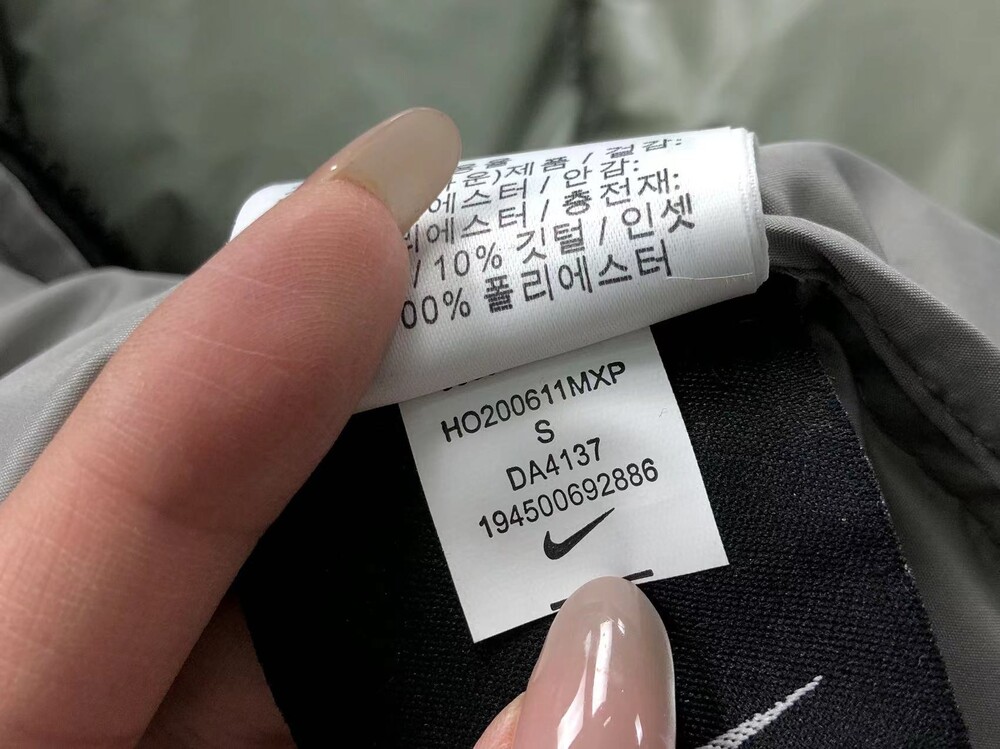 제품 / 겉감:
에스터 / 안감:
에스터 / 충전재:
/ 10% 깃털 / 인셋
00% 폴리에스터
HO200611MXP
S
DA4137
194500692886